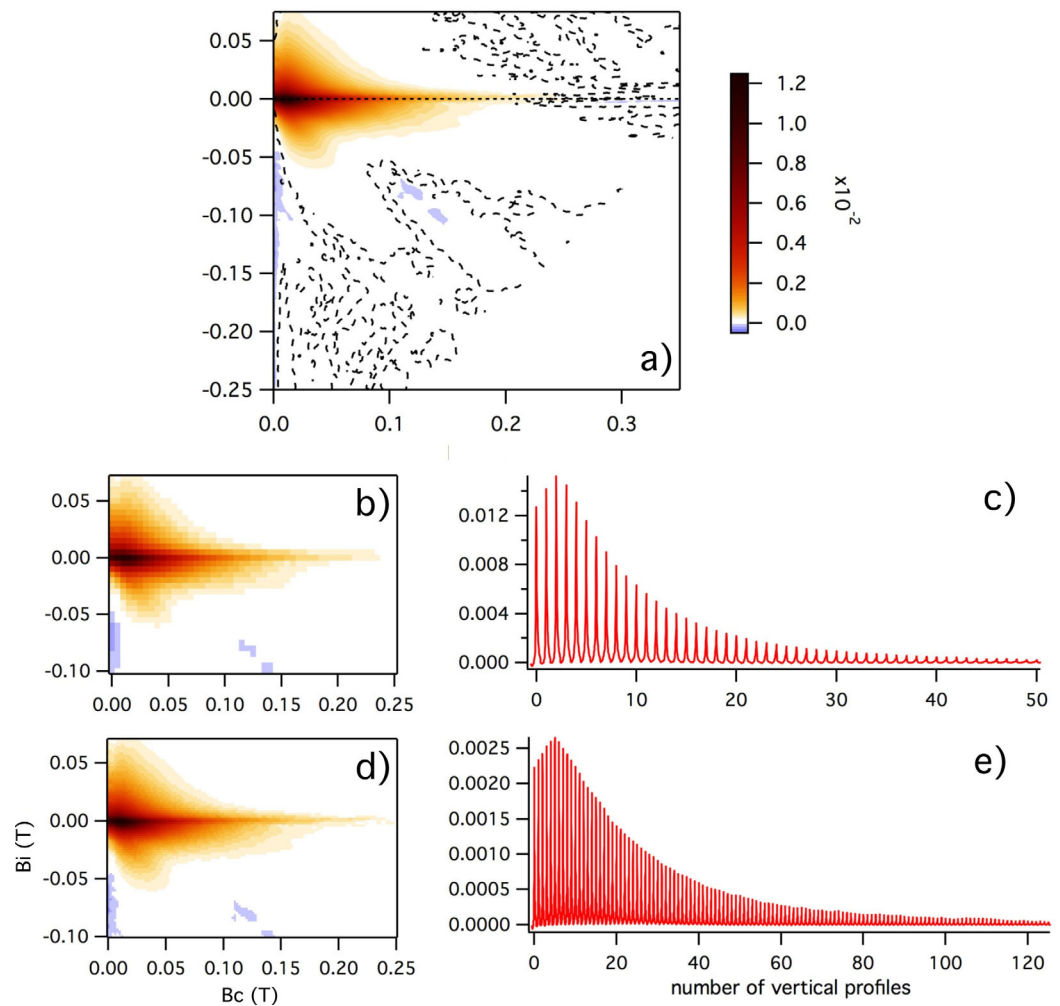 0.05
0.00
-0.05
-0.10
-0.15
-0.20
-0.25
0.0 0.1 0.2 0.3
a)
1.2
1.0
0.8
0.6
0.4
0.2
0.0
x10-2
0.05
0.00
-0.05
-0.10
0.00 0.05 0.10 0.15 0.20 0.25
b)
0.012
0.008
0.004
0.000
0 10 20 30 40 50
c)
0.05
0.00
-0.05
-0.10
0.00 0.05 0.10 0.15 0.20 0.25
Bi (T)
Bc (T)
d)
0.0025
0.0020
0.0015
0.0010
0.0005
0.0000
0 20 40 60 80 100 120
number of vertical profiles
e)